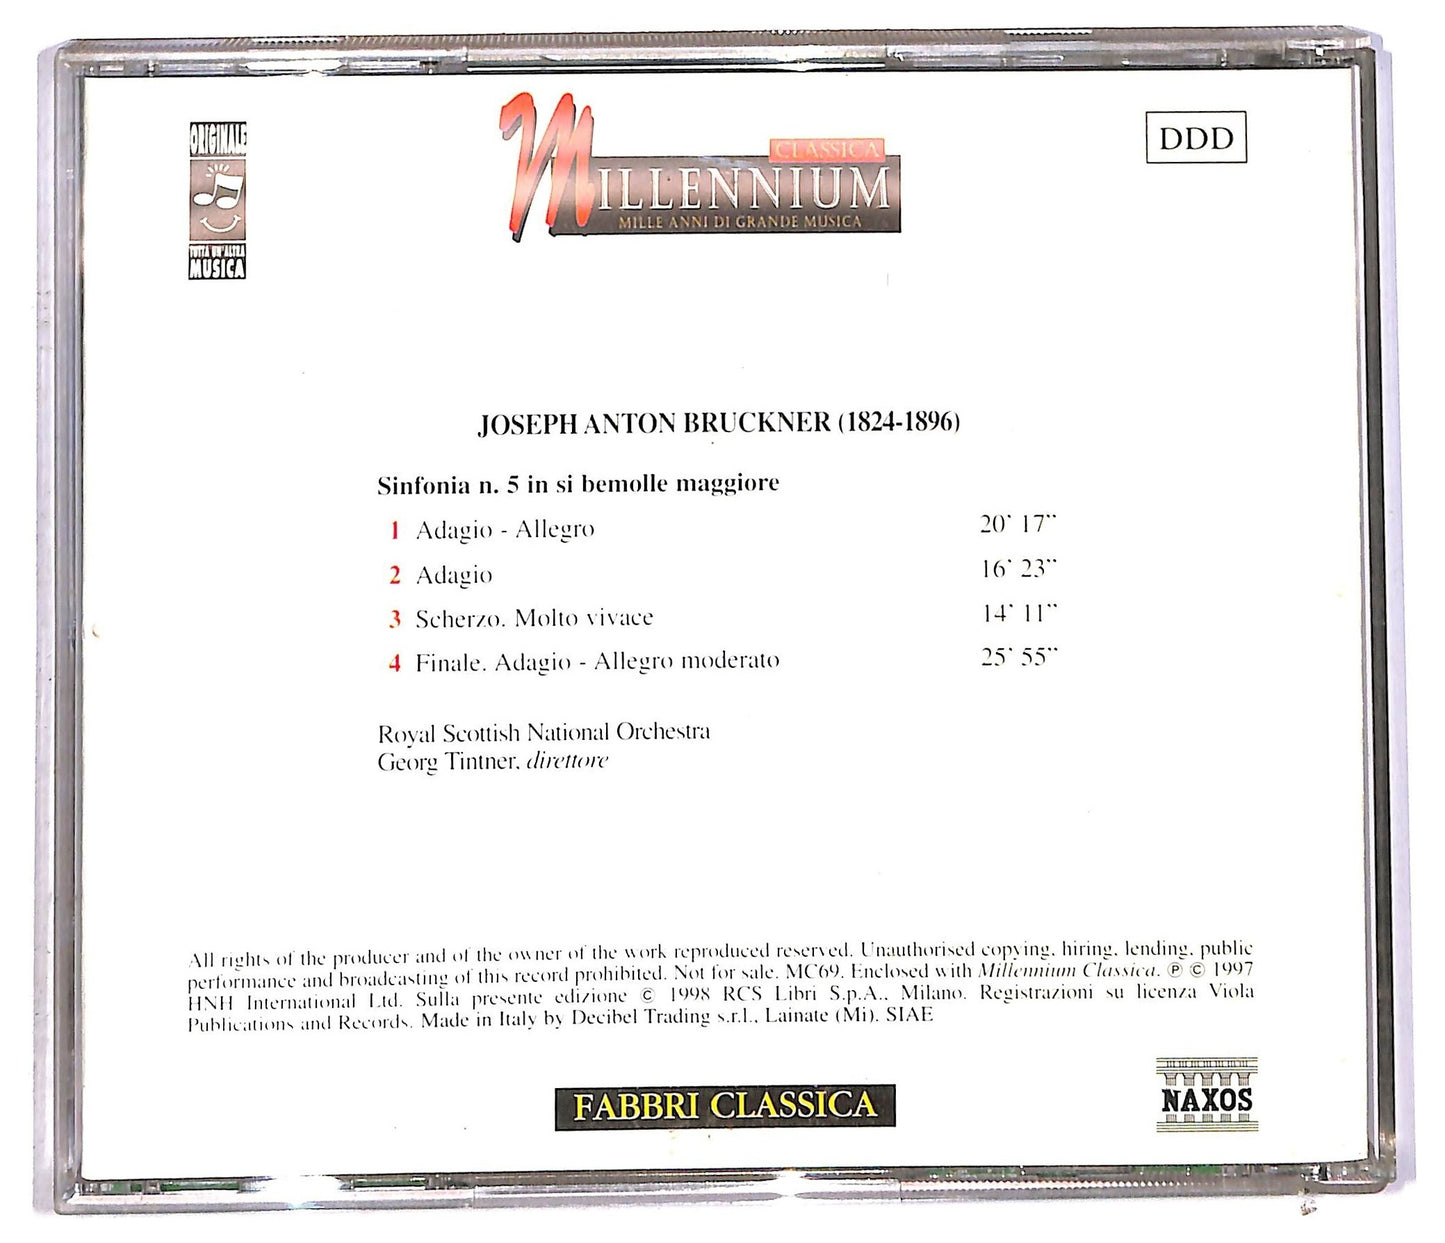 ORIGINALE
TUTTA UN'ALTRA
MUSICA
CLASSICA
MILLENNIUM
MILLE ANNI DI GRANDE MUSICA
DDD
JOSEPH ANTON BRUCKNER (1824-1896)
Sinfonia n. 5 in si bemolle maggiore
1 Adagio - Allegro 20' 17"
2 Adagio 16' 23"
3 Scherzo. Molto vivace 14' 11"
4 Finale. Adagio - Allegro moderato 25' 55"
Royal Scottish National Orchestra
Georg Tintner, direttore
All rights of the producer and of the owner of the work reproduced reserved. Unauthorised copying, hiring, lending, public
performance and broadcasting of this record prohibited. Not for sale. MC69. Enclosed with Millennium Classica. ℗ © 1997
HNH International Ltd. Sulla presente edizione © 1998 RCS Libri S.p.A., Milano. Registrazioni su licenza Viola
Publications and Records. Made in Italy by Decibel Trading s.r.l., Lainate (Mi). SIAE
FABBRI CLASSICA
NAXOS